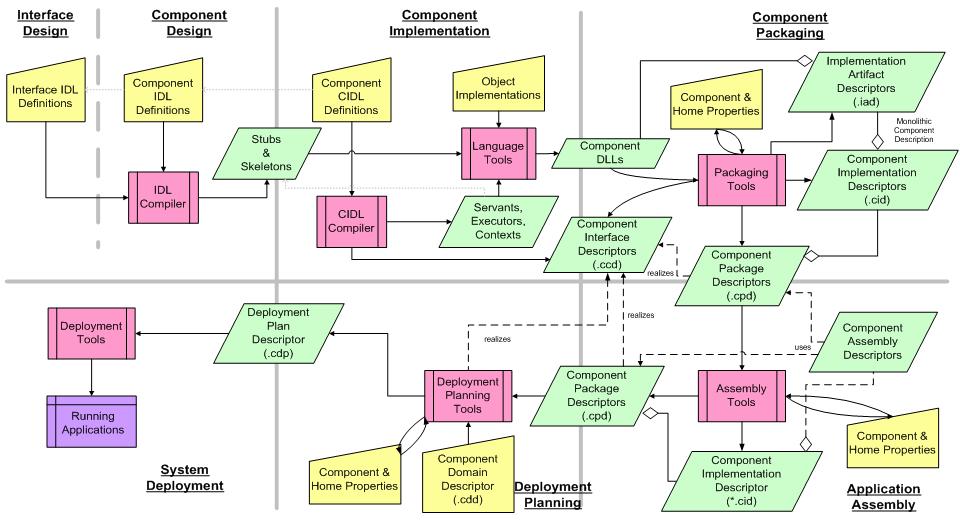 Interface
Design
Component
Design
Component
Implementation
Component
Packaging
Interface IDL
Definitions
Component
IDL
Definitions
Component
CIDL
Definitions
Object
Implementations
Component &
Home Properties
Implementation
Artifact
Descriptors
(.iad)
Monolithic
Component
Description
Stubs
&
Skeletons
Language
Tools
Component
DLLs
Packaging
Tools
Component
Implementation
Descriptors
(.cid)
IDL
Compiler
CIDL
Compiler
Servants,
Executors,
Contexts
Component
Interface
Descriptors
(.ccd)
realizes
Component
Package
Descriptors
(.cpd)
Deployment
Tools
Deployment
Plan
Descriptor
(.cdp)
realizes
realizes
uses
Component
Assembly
Descriptors
Running
Applications
Deployment
Planning
Tools
Component
Package
Descriptors
(.cpd)
Assembly
Tools
Component &
Home Properties
Component &
Home Properties
Component
Domain
Descriptor
(.cdd)
Component
Implementation
Descriptor
(*.cid)
System
Deployment
Deployment
Planning
Application
Assembly